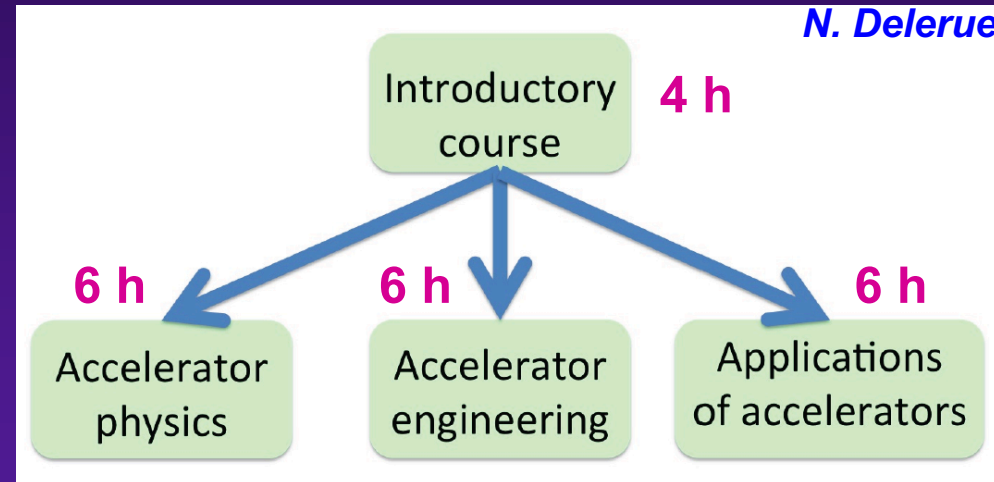 N. Delerue
Introductory
course
4 h
6 h
6 h
6 h
Accelerator
physics
Accelerator
engineering
Applications
of accelerators